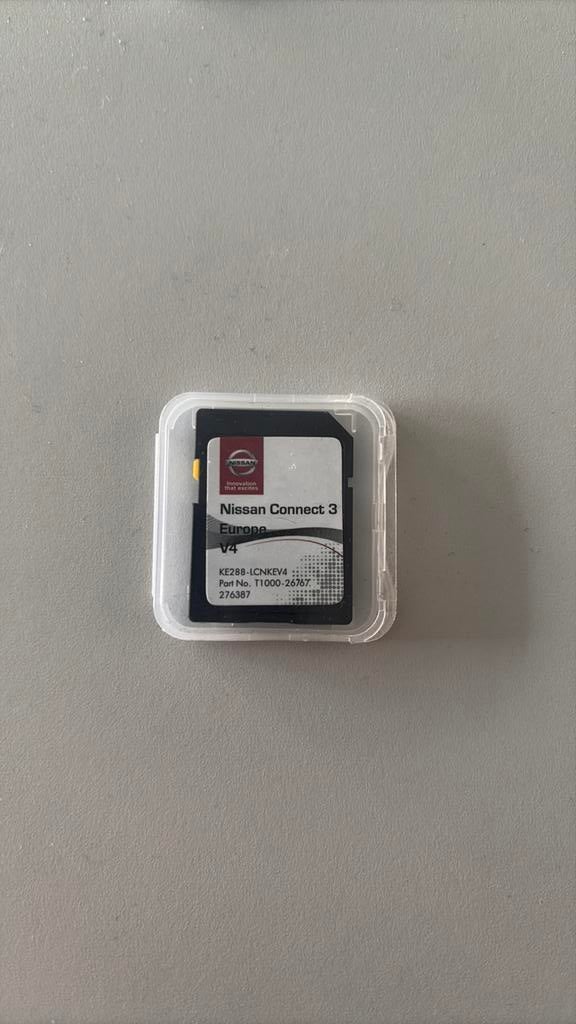 NISSAN
Innovation
that excites
Nissan Connect 3
Europe
V4
KE288-LCNKEV4
Part No. T1000-26767
276387